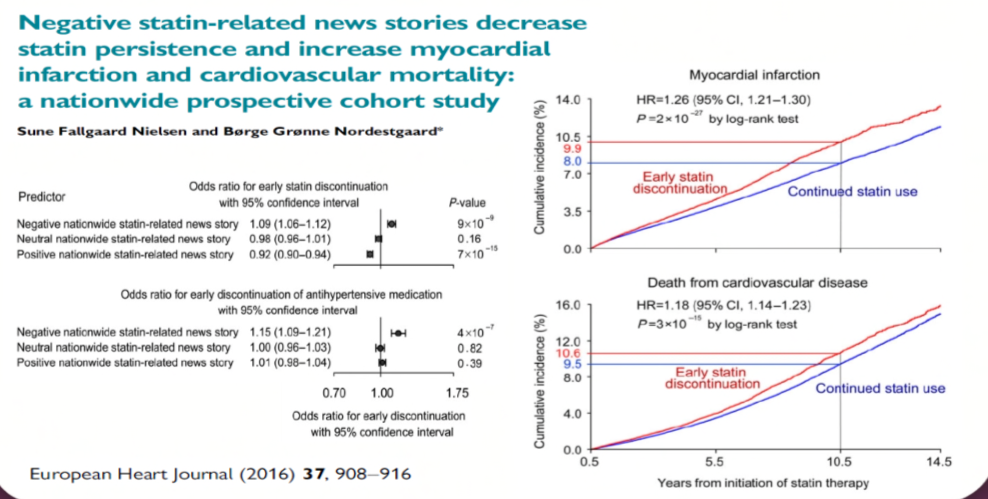 Negative statin-related news stories decrease
statin persistence and increase myocardial
infarction and cardiovascular mortality:
a nationwide prospective cohort study
Sune Fallgaard Nielsen and Børge Grønne Nordestgaard*
Predictor
Odds ratio for early statin discontinuation
with 95% confidence interval
P-value
Negative nationwide statin-related news story 1.09 (1.06–1.12) 9×10⁻⁹
Neutral nationwide statin-related news story 0.98 (0.96–1.01) 0.16
Positive nationwide statin-related news story 0.92 (0.90–0.94) 7×10⁻¹⁵
Odds ratio for early discontinuation of antihypertensive medication
with 95% confidence interval
Negative nationwide statin-related news story 1.15 (1.09–1.21) 4×10⁻⁷
Neutral nationwide statin-related news story 1.00 (0.96–1.03) 0.82
Positive nationwide statin-related news story 1.01 (0.98–1.04) 0.39
0.70 1.00 1.75
Odds ratio for early discontinuation
with 95% confidence interval
European Heart Journal (2016) 37, 908–916
Myocardial infarction
Cumulative incidence (%)
14.0
10.5
9.9
8.0
7.0
3.5
0.0
HR=1.26 (95% CI, 1.21–1.30)
P=2×10⁻²⁷ by log-rank test
Early statin
discontinuation
Continued statin use
Death from cardiovascular disease
Cumulative incidence (%)
16.0
12.0
10.6
9.5
8.0
4.0
0.0
HR=1.18 (95% CI, 1.14–1.23)
P=3×10⁻¹⁵ by log-rank test
Early statin
discontinuation
Continued statin use
0.5 5.5 10.5 14.5
Years from initiation of statin therapy